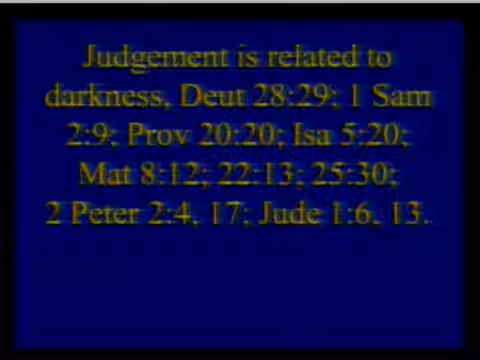 Judgement is related to
darkness, Deut 28:29; 1 Sam
2:9; Prov 20:20; Isa 5:20;
Mat 8:12; 22:13; 25:30;
2 Peter 2:4, 17; Jude 1:6, 13.